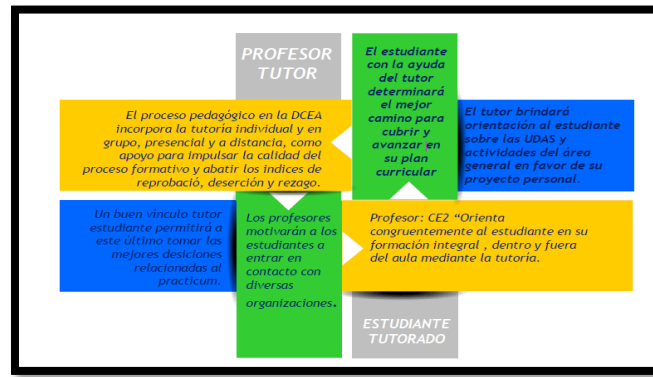 PROFESOR
TUTOR
El estudiante
con la ayuda
del tutor
determinará
el mejor
camino para
cubrir y
avanzar en
su plan
curricular
El proceso pedagógico en la DCEA
incorpora la tutoría individual y en
grupo, presencial y a distancia, como
apoyo para impulsar la calidad del
proceso formativo y abatir los indices de
reprobació, deserción y rezago.
El tutor brindará
orientación al estudiante
sobre las UDAS y
actividades del área
general en favor de su
proyecto personal.
Un buen vinculo tutor
estudiante permitirá a
este último tomar las
mejores desiciones
relacionadas al
practicum.
Los profesores
motivarán a los
estudiantes a
entrar en
contacto con
diversas
organizaciones.
Profesor: CE2 “Orienta
congruentemente al estudiante en su
formación integral , dentro y fuera
del aula mediante la tutoría.
ESTUDIANTE
TUTORADO